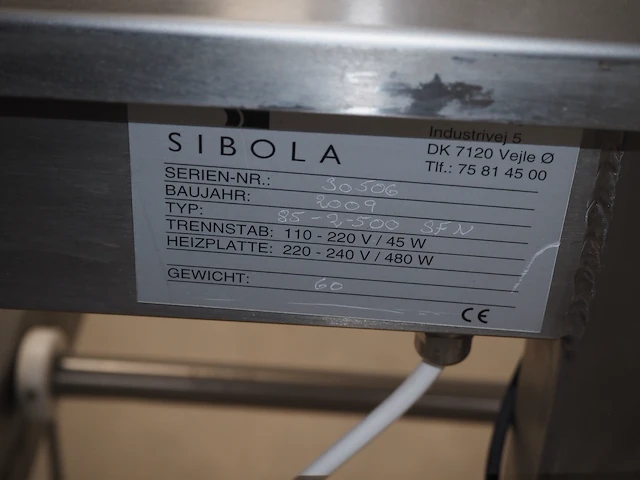 SIBOLA
Industrivej 5
DK 7120 Vejle Ø
Tlf.: 75 81 45 00
SERIEN-NR.: 30506
BAUJAHR: 2009
TYP: 85-2-500 SFN
TRENNSTAB: 110 - 220 V / 45 W
HEIZPLATTE: 220 - 240 V / 480 W
GEWICHT: 60
CE